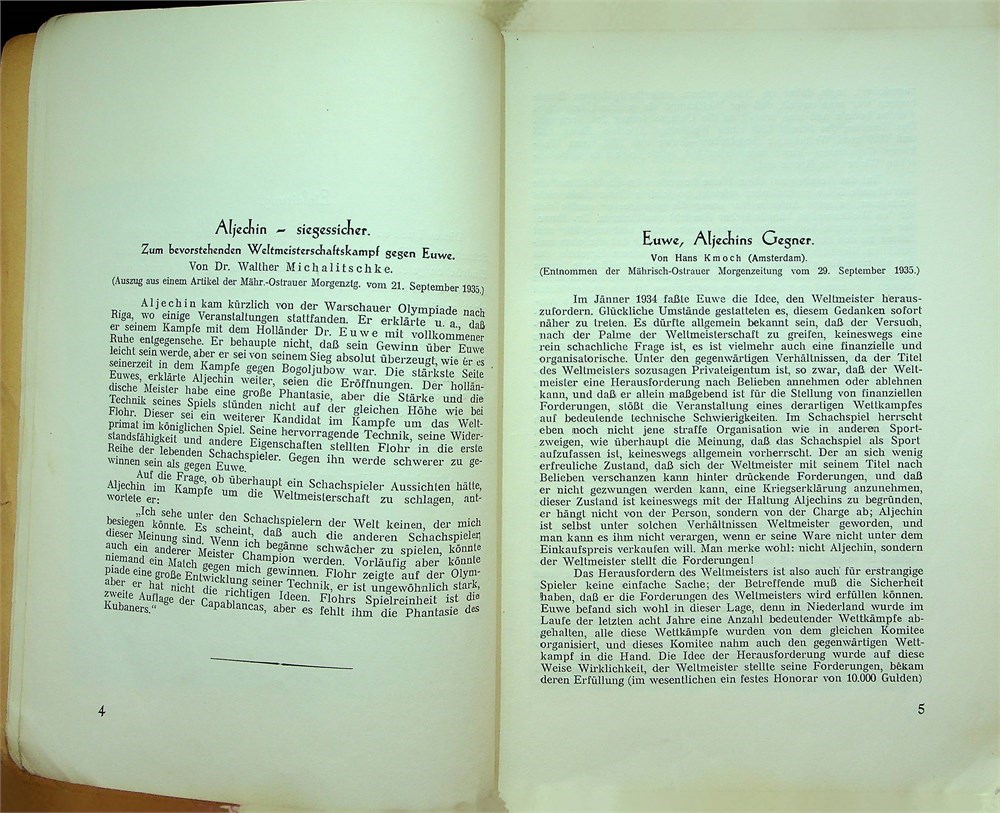 Aljechin – siegessicher.
Zum bevorstehenden Weltmeisterschaftskampf gegen Euwe.
Von Dr. Walther Michalitschke.
(Auszug aus einem Artikel der Mähr.-Ostrauer Morgenztg. vom 21. September 1935.)
Aljechin kam kürzlich von der Warschauer Olympiade nach
Riga, wo einige Veranstaltungen stattfanden. Er erklärte u. a., daß
er seinem Kampfe mit dem Holländer Dr. Euwe mit vollkommener
Ruhe entgegensehe. Er behaupte nicht, daß sein Gewinn über Euwe
leicht sein werde, aber er sei von seinem Sieg absolut überzeugt, wie er es
seinerzeit in dem Kampfe gegen Bogoljubow war. Die stärkste Seite
Euwes, erklärte Aljechin weiter, seien die Eröffnungen. Der hollän-
dische Meister habe eine große Phantasie, aber die Stärke und die
Technik seines Spiels stünden nicht auf der gleichen Höhe wie bei
Flohr. Dieser sei ein weiterer Kandidat im Kampfe um das Welt-
primat im königlichen Spiel. Seine hervorragende Technik, seine Wider-
standsfähigkeit und andere Eigenschaften stellten Flohr in die erste
Reihe der lebenden Schachspieler. Gegen ihn werde schwerer zu ge-
winnen sein als gegen Euwe.
Auf die Frage, ob überhaupt ein Schachspieler Aussichten hätte,
Aljechin im Kampfe um die Weltmeisterschaft zu schlagen, ant-
wortete er:
„Ich sehe unter den Schachspielern der Welt keinen, der mich
besiegen könnte. Es scheint, daß auch die anderen Schachspieler
dieser Meinung sind. Wenn ich begänne schwächer zu spielen, könnte
auch ein anderer Meister Champion werden. Vorläufig aber könnte
niemand ein Match gegen mich gewinnen. Flohr zeigte auf der Olym-
piade eine große Entwicklung seiner Technik, er ist ungewöhnlich stark,
aber er hat nicht die richtigen Ideen. Flohrs Spielreinheit ist die
zweite Auflage der Capablancas, aber es fehlt ihm die Phantasie des
Kubaners.“
4
Euwe, Aljechins Gegner.
Von Hans Kmoch (Amsterdam).
(Entnommen der Mährisch-Ostrauer Morgenzeitung vom 29. September 1935.)
Im Jänner 1934 faßte Euwe die Idee, den Weltmeister heraus-
zufordern. Glückliche Umstände gestatteten es, diesem Gedanken sofort
näher zu treten. Es dürfte allgemein bekannt sein, daß der Versuch,
nach der Palme der Weltmeisterschaft zu greifen, keineswegs eine
rein schachliche Frage ist, es ist vielmehr auch eine finanzielle und
organisatorische. Unter den gegenwärtigen Verhältnissen, da der Titel
des Weltmeisters sozusagen Privateigentum ist, so zwar, daß der Welt-
meister eine Herausforderung nach Belieben annehmen oder ablehnen
kann, und daß er allein maßgebend ist für die Stellung von finanziellen
Forderungen, stößt die Veranstaltung eines derartigen Wettkampfes
auf bedeutende technische Schwierigkeiten. Im Schachspiel herrscht
eben noch nicht jene straffe Organisation wie in anderen Sport-
zweigen, wie überhaupt die Meinung, daß das Schachspiel als Sport
aufzufassen ist, keineswegs allgemein vorherrscht. Der an sich wenig
erfreuliche Zustand, daß sich der Weltmeister mit seinem Titel nach
Belieben verschanzen kann hinter drückende Forderungen, und daß
er nicht gezwungen werden kann, eine Kriegserklärung anzunehmen,
dieser Zustand ist keineswegs mit der Haltung Aljechins zu begründen,
er hängt nicht von der Person, sondern von der Charge ab; Aljechin
ist selbst unter solchen Verhältnissen Weltmeister geworden, und
man kann es ihm nicht verargen, wenn er seine Ware nicht unter dem
Einkaufspreis verkaufen will. Man merke wohl: nicht Aljechin, sondern
der Weltmeister stellt die Forderungen!
Das Herausfordern des Weltmeisters ist also auch für erstrangige
Spieler keine einfache Sache; der Betreffende muß die Sicherheit
haben, daß er die Forderungen des Weltmeisters wird erfüllen können.
Euwe befand sich wohl in dieser Lage, denn in Niederland wurde im
Laufe der letzten acht Jahre eine Anzahl bedeutender Wettkämpfe ab-
gehalten, alle diese Wettkämpfe wurden von dem gleichen Komitee
organisiert, und dieses Komitee nahm auch den gegenwärtigen Wett-
kampf in die Hand. Die Idee der Herausforderung wurde auf diese
Weise Wirklichkeit, der Weltmeister stellte seine Forderungen, bekam
deren Erfüllung (im wesentlichen ein festes Honorar von 10.000 Gulden)
5